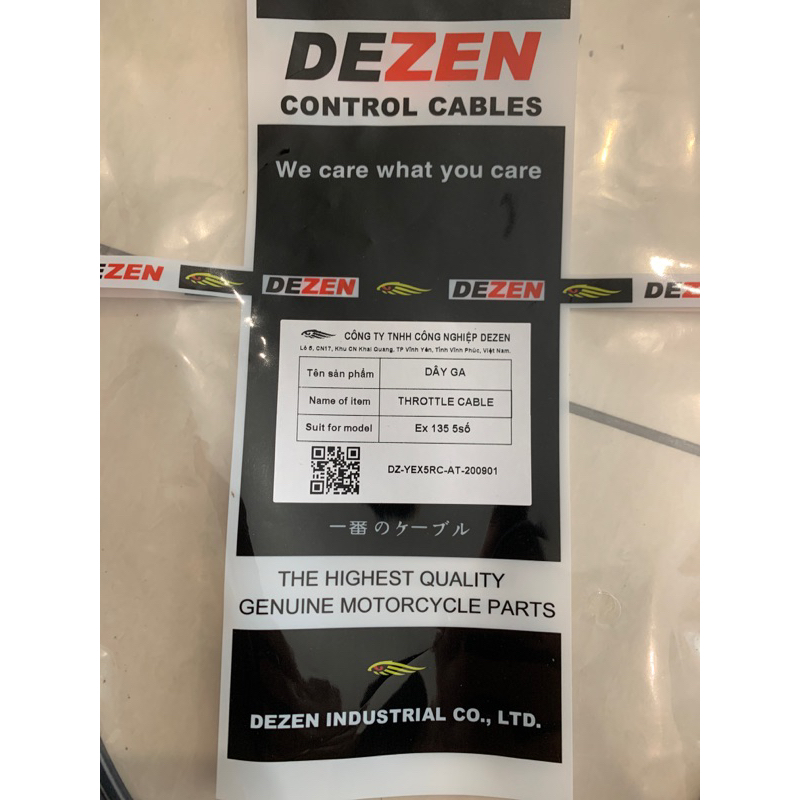 DEZEN
CONTROL CABLES
We care what you care
EZEN DEZEN DEZEN DEZ
CÔNG TY TNHH CÔNG NGHIỆP DEZEN
Lô 5, CN17, Khu CN Khai Quang, TP Vĩnh Yên, Tỉnh Vĩnh Phúc, Việt Nam.
Tên sản phẩm DÂY GA
Name of item THROTTLE CABLE
Suit for model Ex 135 5số
DZ-YEX5RC-AT-200901
一番のケーブル
THE HIGHEST QUALITY
GENUINE MOTORCYCLE PARTS
DEZEN INDUSTRIAL CO., LTD.